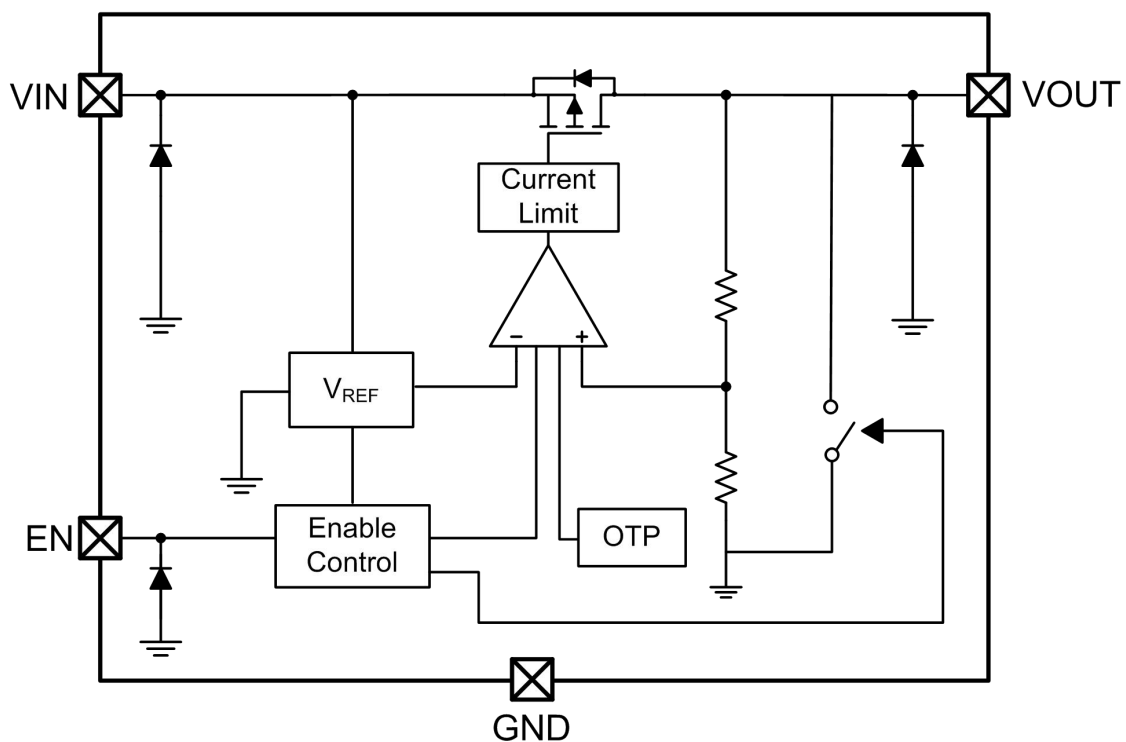 VIN
VOUT
Current
Limit
− +
VREF
EN
Enable
Control
OTP
GND